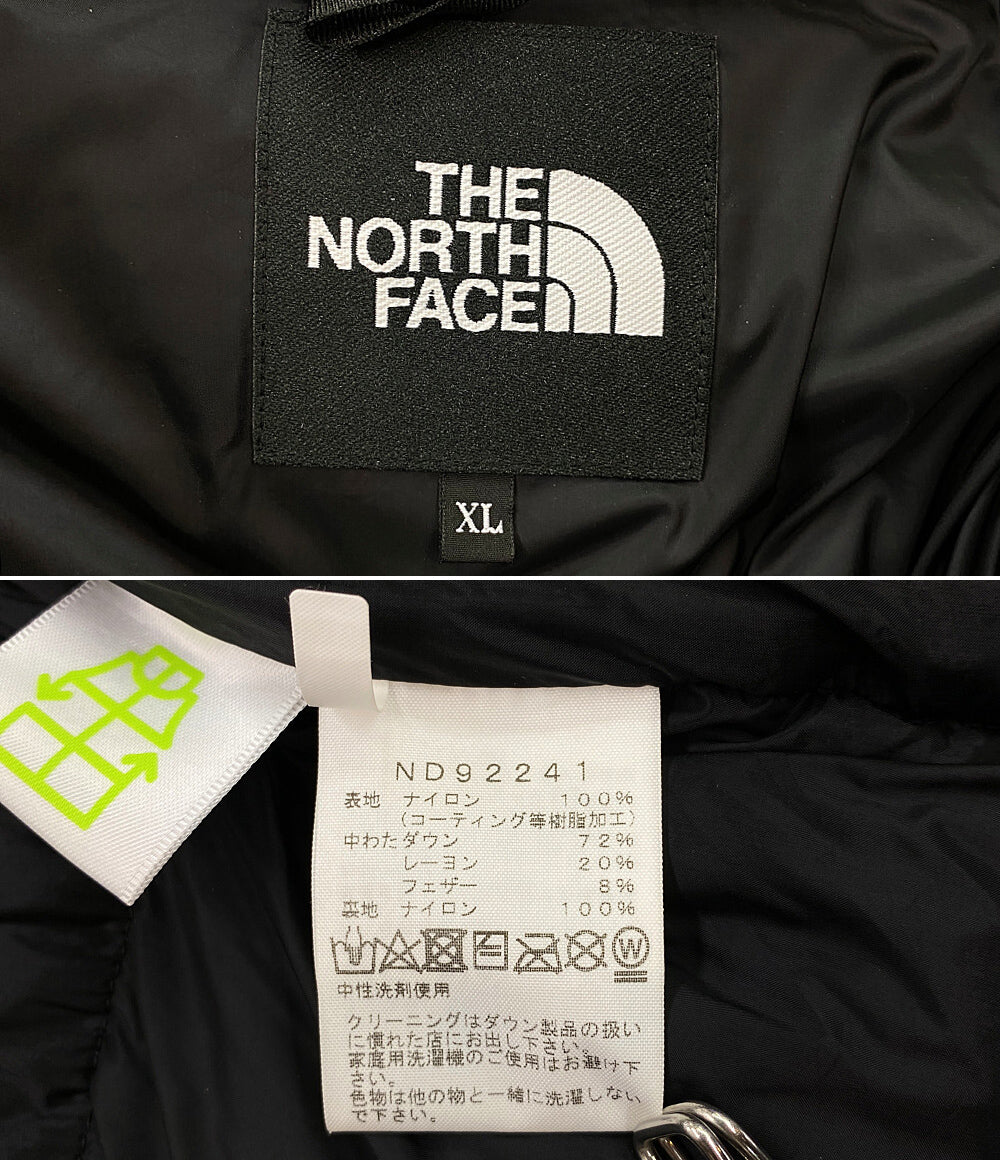 THE
NORTH
FACE
XL
ND92241
表地 ナイロン 100%
(コーティング等樹脂加工)
中わたダウン 72%
レーヨン 20%
フェザー 8%
裏地 ナイロン 100%
W
中性洗剤使用
クリーニングはダウン製品の扱い
に慣れた店にお出し下さい。
家庭用洗濯機のご使用はお避け下
さい。
色物は他の物と一緒に洗濯しない
で下さい。